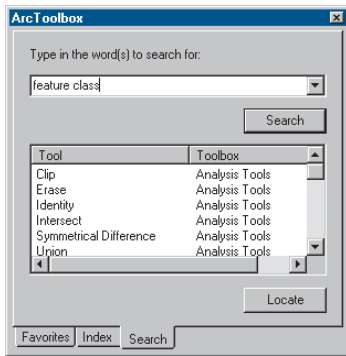 ArcToolbox
Type in the word(s) to search for:
feature class
Search
Tool Toolbox
Clip Analysis Tools
Erase Analysis Tools
Identity Analysis Tools
Intersect Analysis Tools
Symmetrical Difference Analysis Tools
Union Analysis Tools
Locate
Favorites Index Search